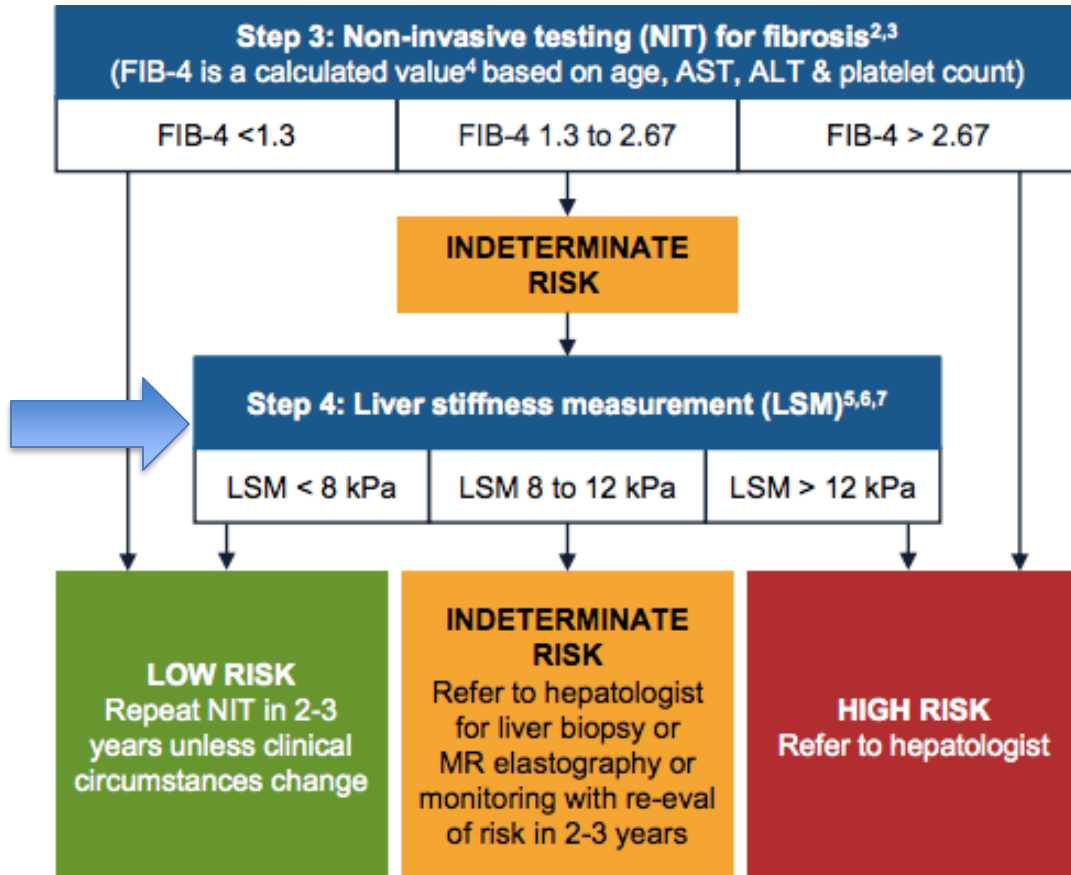 Step 3: Non-invasive testing (NIT) for fibrosis2,3
(FIB-4 is a calculated value4 based on age, AST, ALT & platelet count)
FIB-4 <1.3
FIB-4 1.3 to 2.67
FIB-4 > 2.67
INDETERMINATE
RISK
Step 4: Liver stiffness measurement (LSM)5,6,7
LSM < 8 kPa
LSM 8 to 12 kPa
LSM > 12 kPa
LOW RISK
Repeat NIT in 2-3
years unless clinical
circumstances change
INDETERMINATE
RISK
Refer to hepatologist
for liver biopsy or
MR elastography or
monitoring with re-eval
of risk in 2-3 years
HIGH RISK
Refer to hepatologist